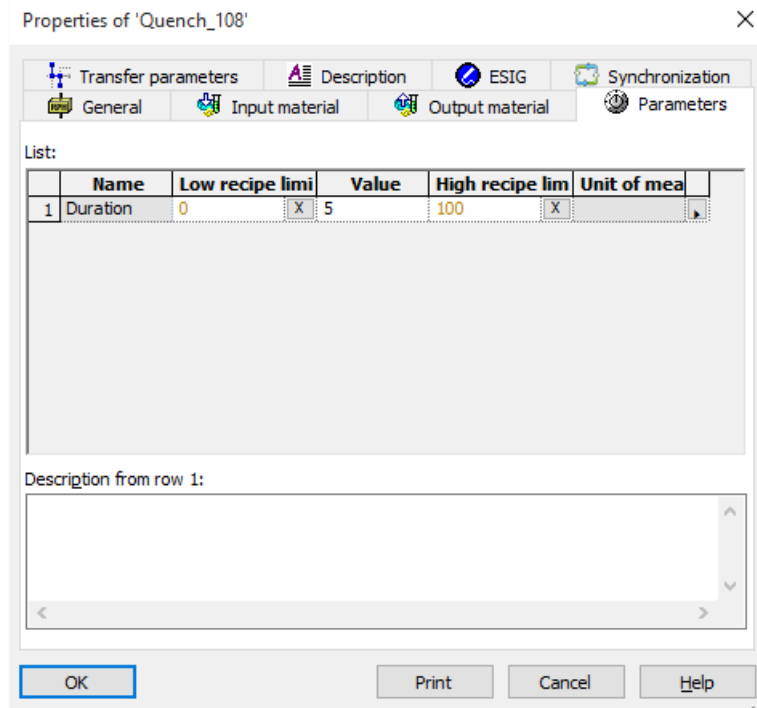 Properties of 'Quench_108'
Transfer parameters Description ESIG Synchronization
General Input material Output material Parameters
List:
Name Low recipe limi Value High recipe lim Unit of mea
1 Duration 0 X 5 100 X
Description from row 1:
OK Print Cancel Help